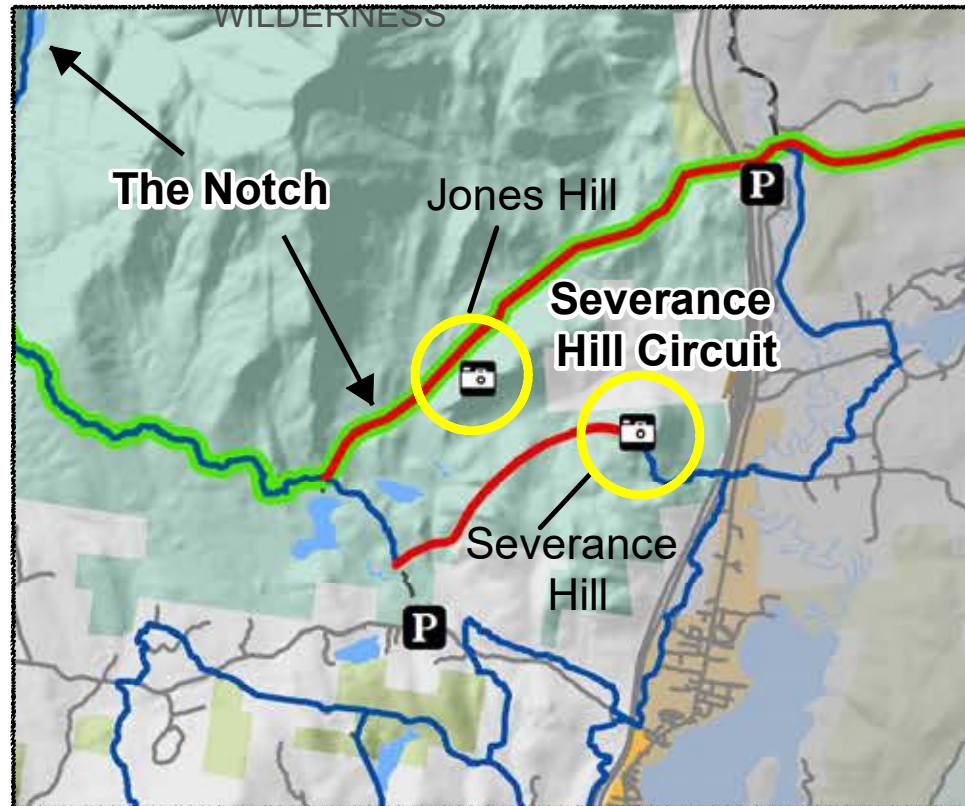 WILDERNESS
The Notch
Jones Hill
P
Severance
Hill Circuit
Severance
Hill
P